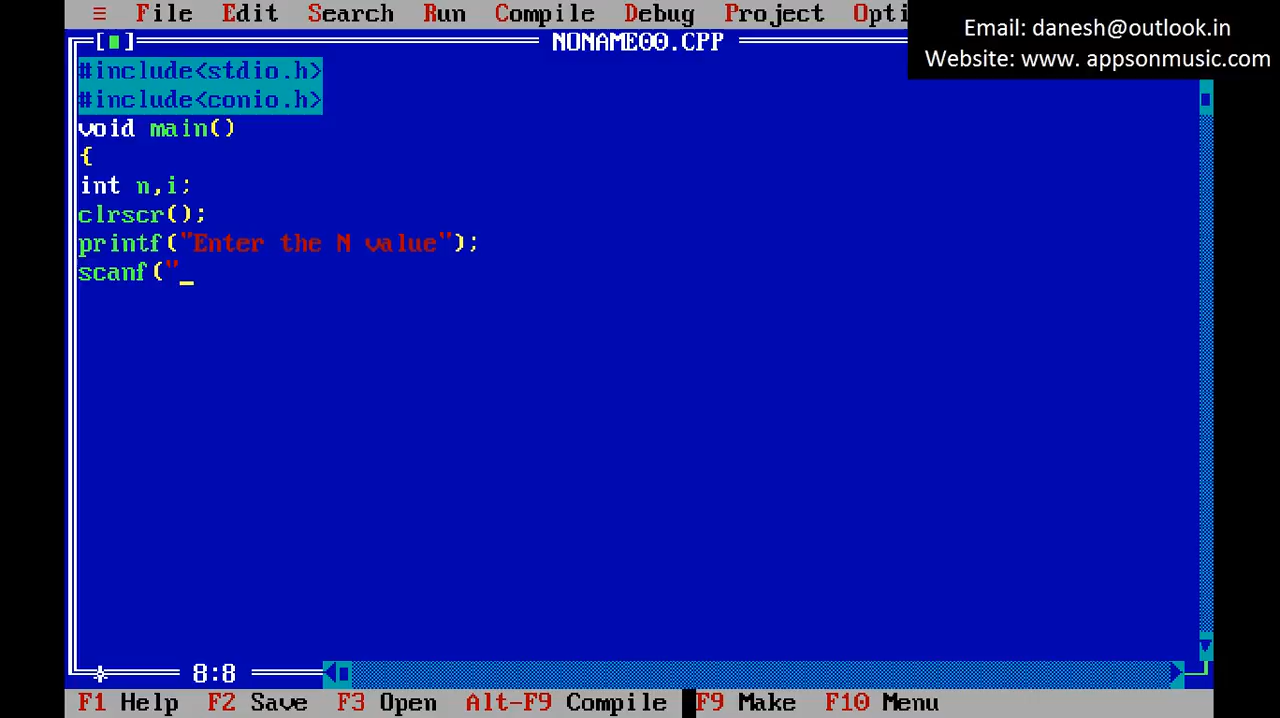 ≡ File Edit Search Run Compile Debug Project Opti
Email: danesh@outlook.in
Website: www. appsonmusic.com
[■] NONAME00.CPP
#include<stdio.h>
#include<conio.h>
void main()
{
int n,i;
clrscr();
printf("Enter the N value");
scanf("_
8:8
F1 Help F2 Save F3 Open Alt-F9 Compile F9 Make F10 Menu